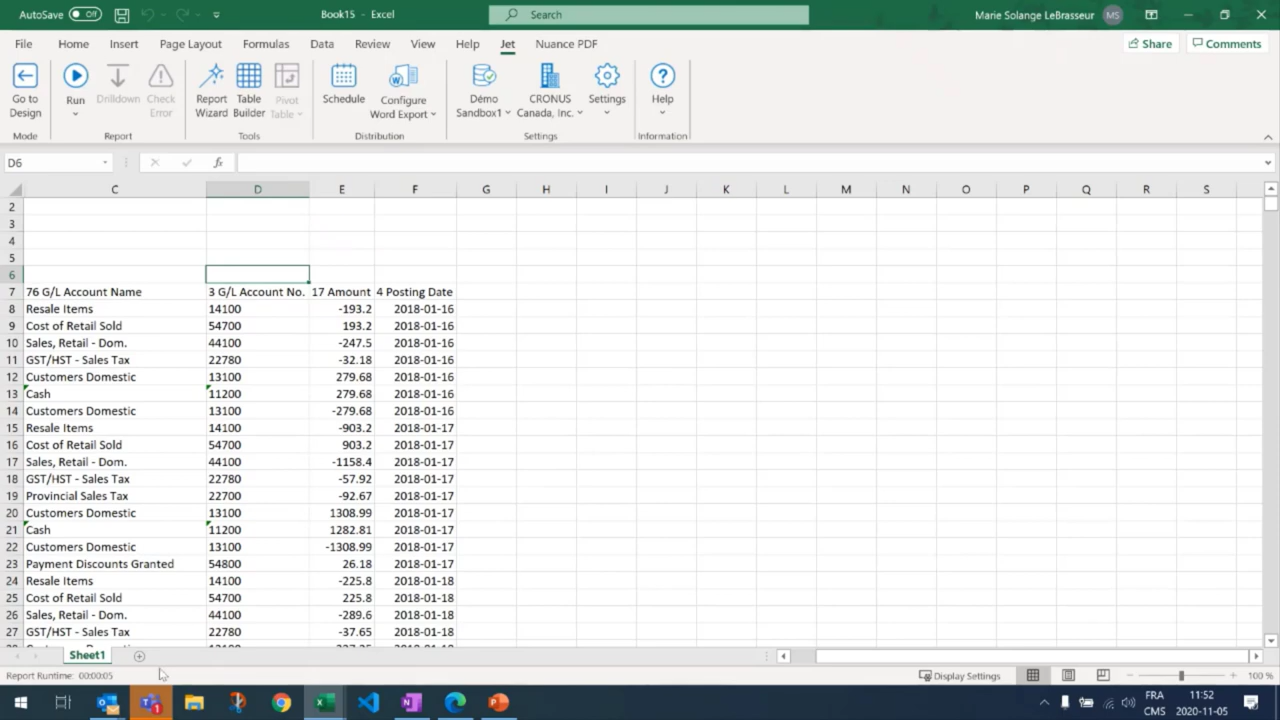 AutoSave Off Book15 - Excel Search Marie Solange LeBrasseur MS
File Home Insert Page Layout Formulas Data Review View Help Jet Nuance PDF Share Comments
Go to Design Run Drilldown Check Error Report Wizard Table Builder Pivot Table Schedule Configure Word Export Démo Sandbox1 CRONUS Canada, Inc. Settings Help
Mode Report Tools Distribution Settings Information
D6 fx
C D E F G H I J K L M N O P Q R S
2
3
4
5
6
7 76 G/L Account Name 3 G/L Account No. 17 Amount 4 Posting Date
8 Resale Items 14100 -193.2 2018-01-16
9 Cost of Retail Sold 54700 193.2 2018-01-16
10 Sales, Retail - Dom. 44100 -247.5 2018-01-16
11 GST/HST - Sales Tax 22780 -32.18 2018-01-16
12 Customers Domestic 13100 279.68 2018-01-16
13 Cash 11200 279.68 2018-01-16
14 Customers Domestic 13100 -279.68 2018-01-16
15 Resale Items 14100 -903.2 2018-01-17
16 Cost of Retail Sold 54700 903.2 2018-01-17
17 Sales, Retail - Dom. 44100 -1158.4 2018-01-17
18 GST/HST - Sales Tax 22780 -57.92 2018-01-17
19 Provincial Sales Tax 22700 -92.67 2018-01-17
20 Customers Domestic 13100 1308.99 2018-01-17
21 Cash 11200 1282.81 2018-01-17
22 Customers Domestic 13100 -1308.99 2018-01-17
23 Payment Discounts Granted 54800 26.18 2018-01-17
24 Resale Items 14100 -225.8 2018-01-18
25 Cost of Retail Sold 54700 225.8 2018-01-18
26 Sales, Retail - Dom. 44100 -289.6 2018-01-18
27 GST/HST - Sales Tax 22780 -37.65 2018-01-18
Sheet1
Report Runtime: 00:00:05 Display Settings 100 %
FRA 11:52
CMS 2020-11-05